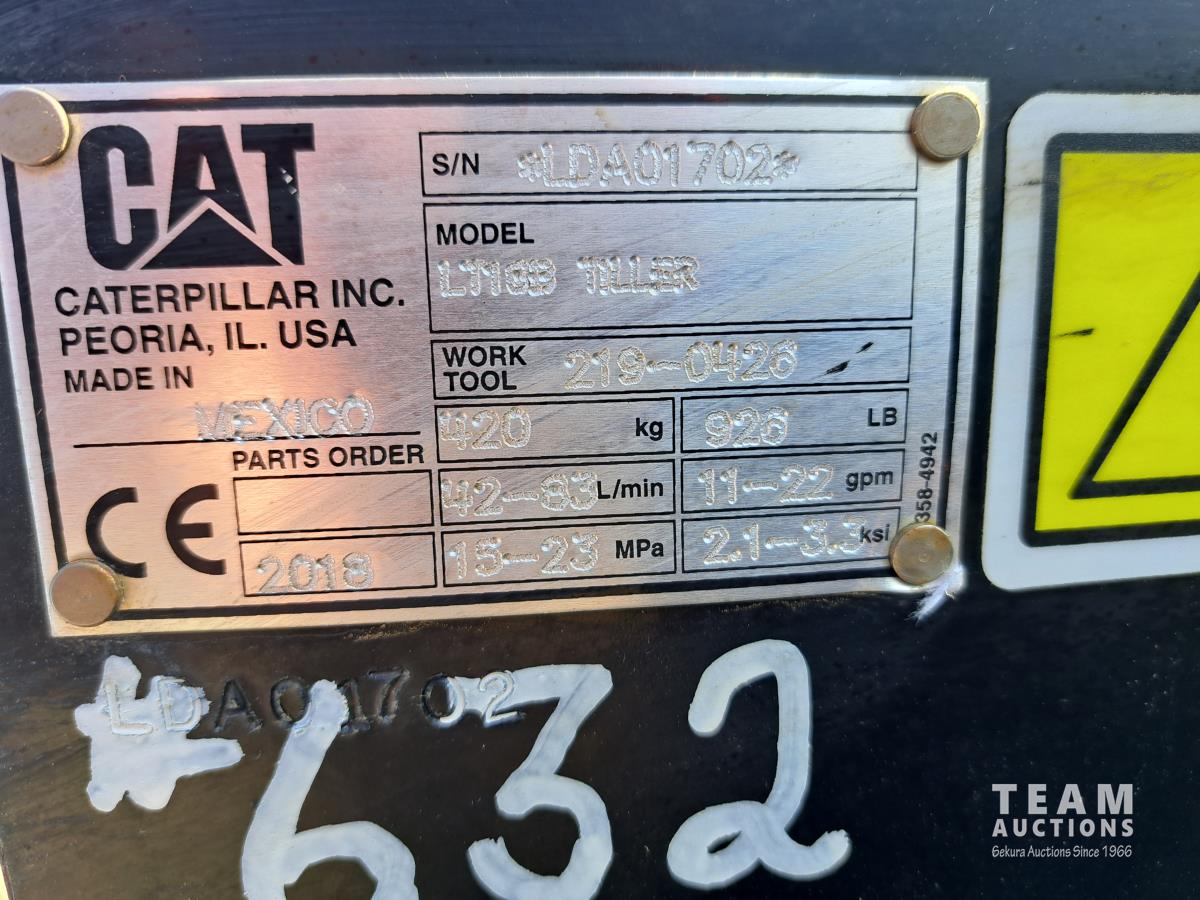 CAT
CATERPILLAR INC.
PEORIA, IL. USA
MADE IN
MEXICO
PARTS ORDER
CE
2018
S/N *LDA01702*
MODEL
LT18B TILLER
WORK TOOL 219-0426
420 kg 926 LB
42-83 L/min 11-22 gpm
15-23 MPa 2.1-3.3 ksi
358-4942
LDA01702
*632
TEAM
AUCTIONS
Gekura Auctions Since 1966